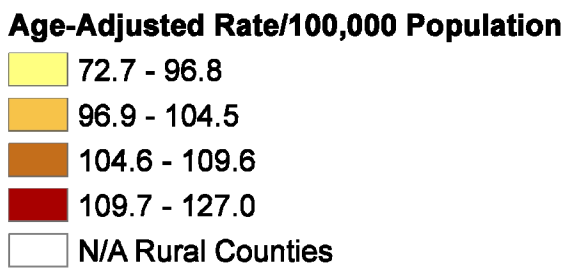 Age-Adjusted Rate/100,000 Population
72.7 - 96.8
96.9 - 104.5
104.6 - 109.6
109.7 - 127.0
N/A Rural Counties